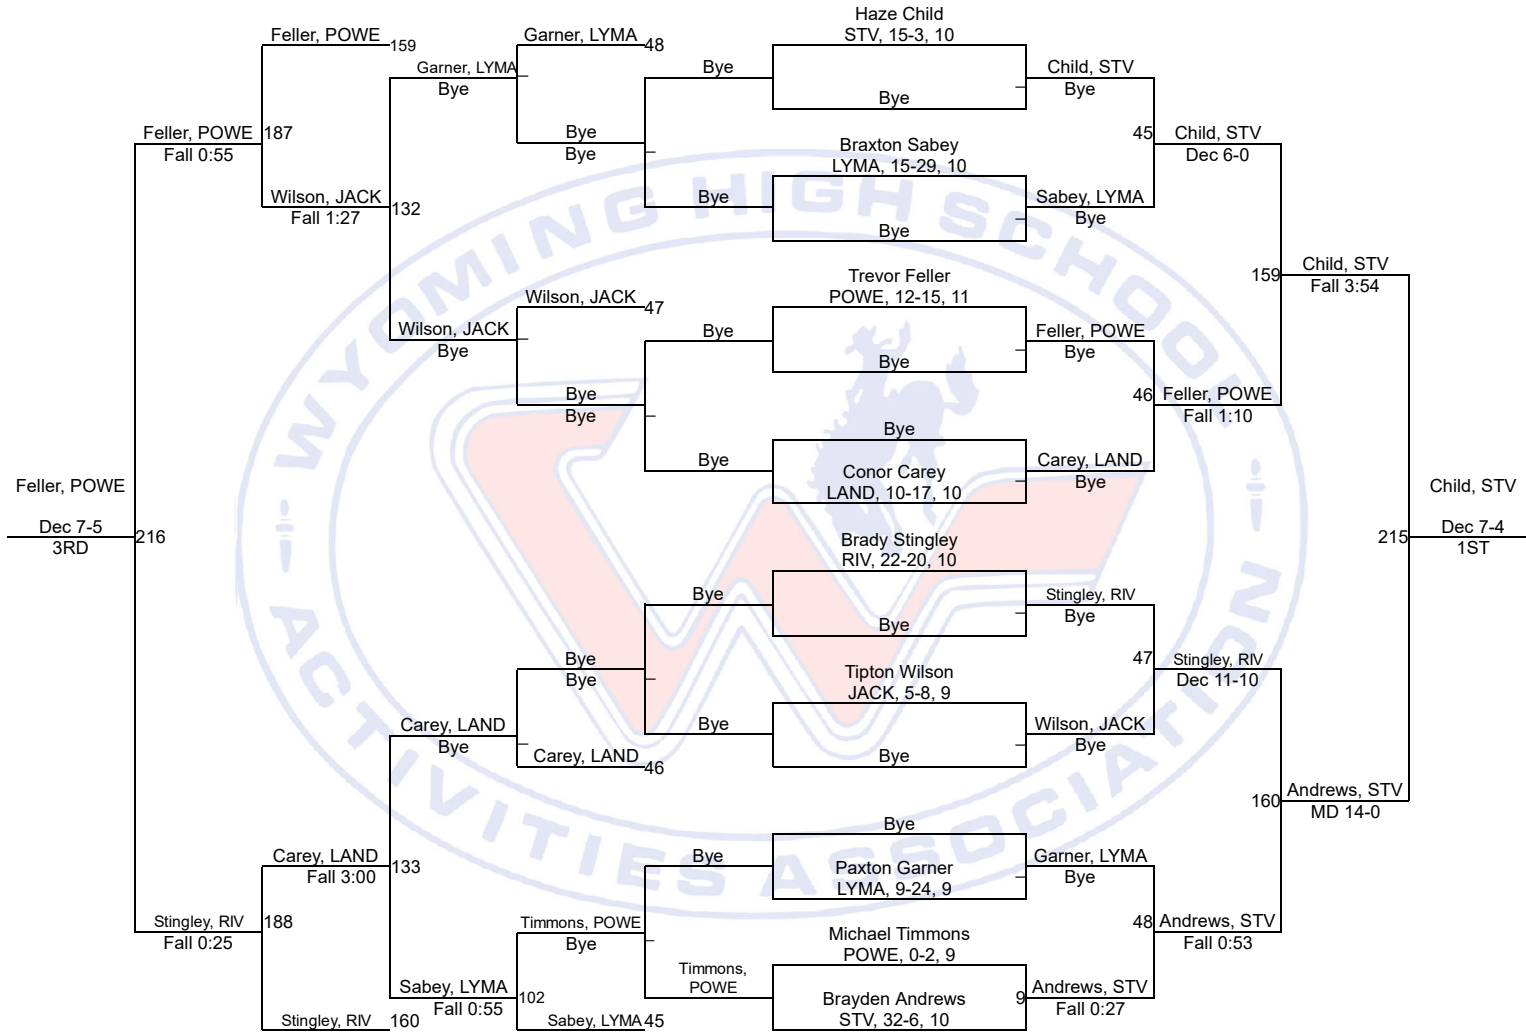 Haze Child
STV, 15-3, 10
Feller, POWE
159
Garner, LYMA
48
Garner, LYMA
Bye
Bye
Child, STV
Bye
Bye
Feller, POWE
187
Fall 0:55
Bye
Bye
45
Child, STV
Dec 6-0
Braxton Sabey
LYMA, 15-29, 10
Wilson, JACK
132
Fall 1:27
Bye
Sabey, LYMA
Bye
Bye
WYOMING HIGH SCHOOL
ACTIVITIES ASSOCIATION
Trevor Feller
POWE, 12-15, 11
159
Child, STV
Fall 3:54
Wilson, JACK
47
Wilson, JACK
Bye
Bye
Feller, POWE
Bye
Bye
Bye
Bye
46
Feller, POWE
Fall 1:10
Bye
Bye
Conor Carey
LAND, 10-17, 10
Carey, LAND
Bye
Feller, POWE
Dec 7-5
3RD
216
Child, STV
215
Dec 7-4
1ST
Brady Stingley
RIV, 22-20, 10
Bye
Bye
Stingley, RIV
Bye
Bye
Bye
47
Stingley, RIV
Dec 11-10
Tipton Wilson
JACK, 5-8, 9
Carey, LAND
Bye
Bye
Bye
Wilson, JACK
Bye
Carey, LAND
46
160
Andrews, STV
MD 14-0
Bye
Carey, LAND
133
Fall 3:00
Bye
Paxton Garner
LYMA, 9-24, 9
Garner, LYMA
Bye
Stingley, RIV
188
Fall 0:25
Timmons, POWE
Bye
48
Andrews, STV
Fall 0:53
Michael Timmons
POWE, 0-2, 9
Timmons,
POWE
Sabey, LYMA
102
Fall 0:55
Brayden Andrews
STV, 32-6, 10
9
Andrews, STV
Fall 0:27
Stingley, RIV
160
Sabey, LYMA
45